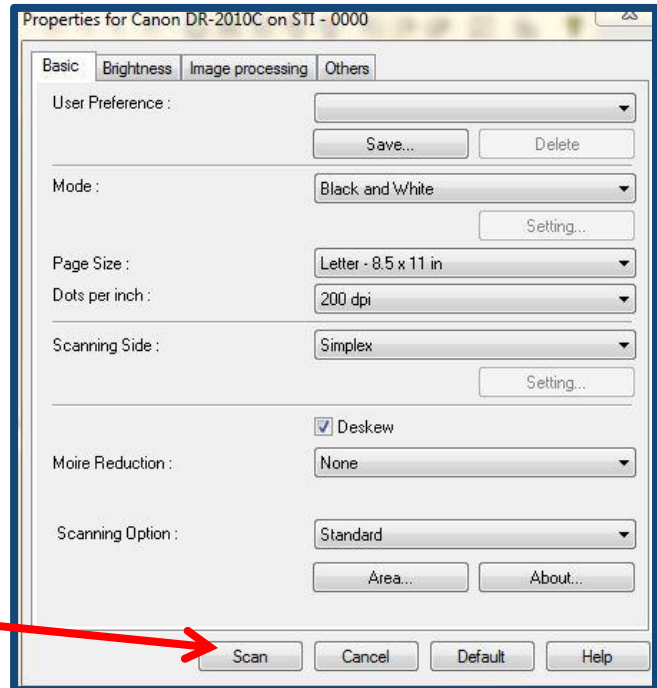 Properties for Canon DR-2010C on STI - 0000
Basic Brightness Image processing Others
User Preference :
Save... Delete
Mode : Black and White
Setting...
Page Size : Letter - 8.5 x 11 in
Dots per inch : 200 dpi
Scanning Side : Simplex
Setting...
Deskew
Moire Reduction : None
Scanning Option : Standard
Area... About...
Scan Cancel Default Help